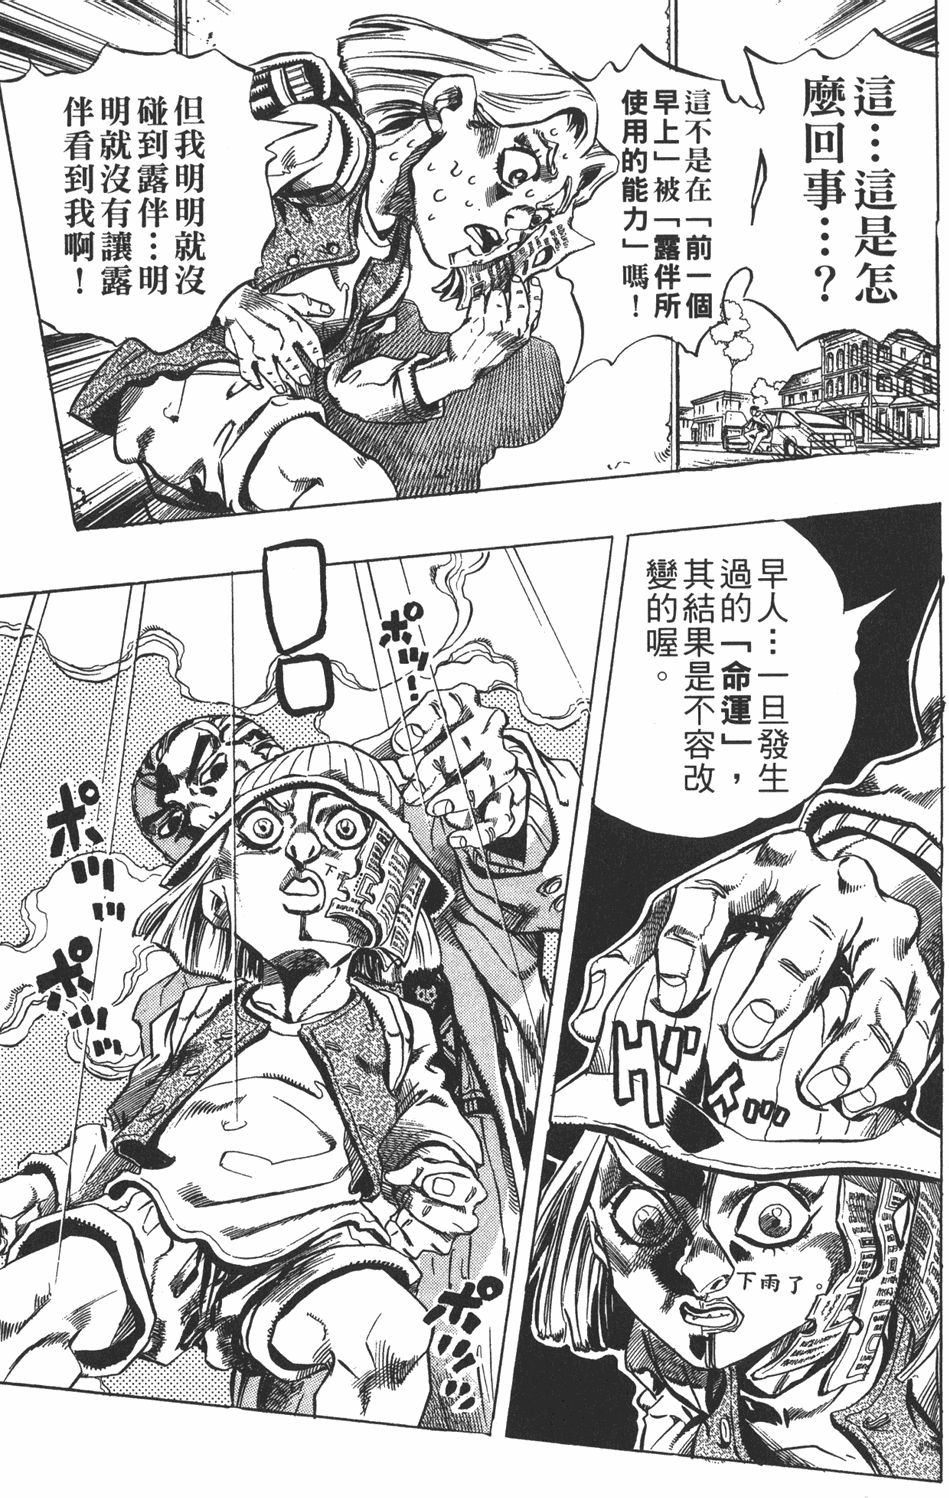 這…這是怎
麼回事…?
這不是在「前一個
早上」被「露伴所
使用的能力」嗎!
但我明明就沒
碰到露伴…明
明就沒有讓露
伴看到我啊!
早人…一旦發生
過的「命運」,
其結果是不容改
變的喔。
グ゛ン…
下雨了。
!
ポツ!
ポツ
ポツ
ポツ
下雨